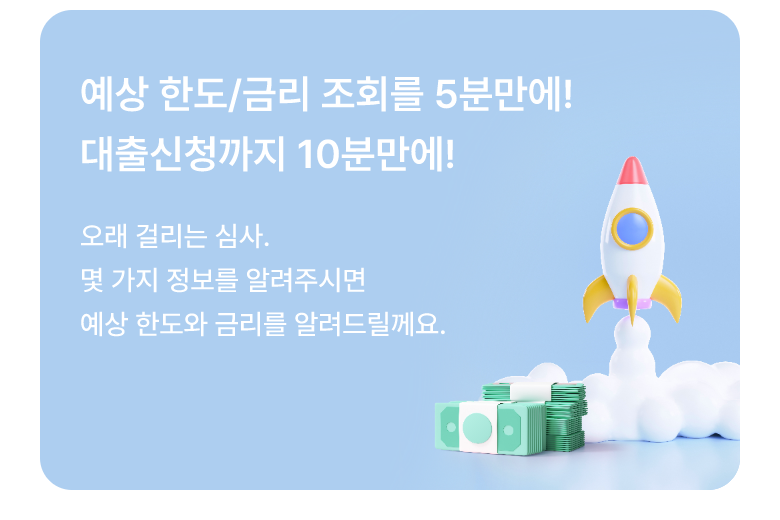 예상 한도/금리 조회를 5분만에!
대출신청까지 10분만에!
오래 걸리는 심사.
몇 가지 정보를 알려주시면
예상 한도와 금리를 알려드릴께요.